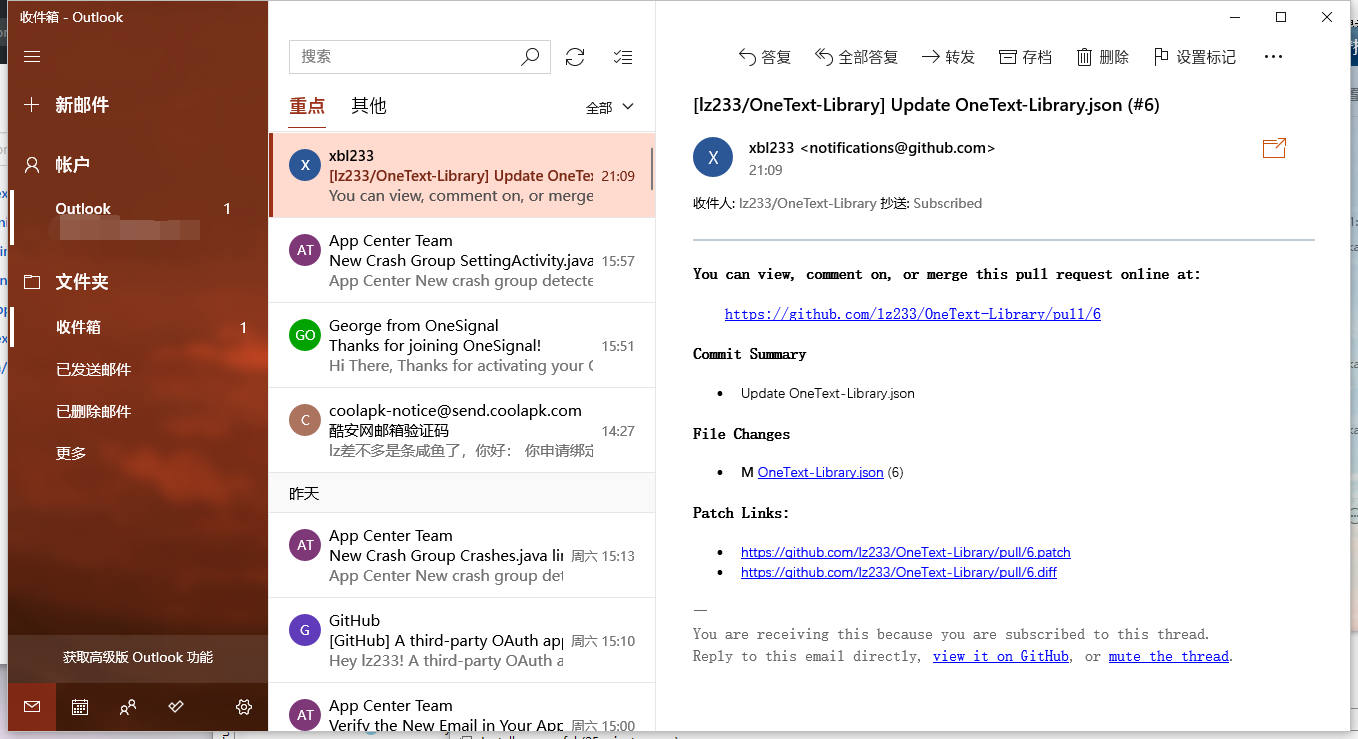 收件箱 - Outlook
新邮件
帐户
Outlook 1
文件夹
收件箱 1
已发送邮件
已删除邮件
更多
获取高级版 Outlook 功能
搜索
重点 其他 全部
xbl233
[lz233/OneText-Library] Update OneTe 21:09
You can view, comment on, or merge
AT App Center Team
New Crash Group SettingActivity.java 15:57
App Center New crash group detecte
GO George from OneSignal
Thanks for joining OneSignal! 15:51
Hi There, Thanks for activating your
C coolapk-notice@send.coolapk.com
酷安网邮箱验证码 14:27
lz差不多是条咸鱼了，你好： 你申请绑定
昨天
AT App Center Team
New Crash Group Crashes.java lin 周六 15:13
App Center New crash group det
G GitHub
[GitHub] A third-party OAuth app 周六 15:10
Hey lz233! A third-party OAuth a
AT App Center Team
Verify the New Email in Your App 周六 15:00
答复 全部答复 转发 存档 删除 设置标记
[lz233/OneText-Library] Update OneText-Library.json (#6)
X xbl233 <notifications@github.com>
21:09
收件人: lz233/OneText-Library 抄送: Subscribed
You can view, comment on, or merge this pull request online at:
https://github.com/lz233/OneText-Library/pull/6
Commit Summary
• Update OneText-Library.json
File Changes
• M OneText-Library.json (6)
Patch Links:
• https://github.com/lz233/OneText-Library/pull/6.patch
• https://github.com/lz233/OneText-Library/pull/6.diff
—
You are receiving this because you are subscribed to this thread.
Reply to this email directly, view it on GitHub, or mute the thread.